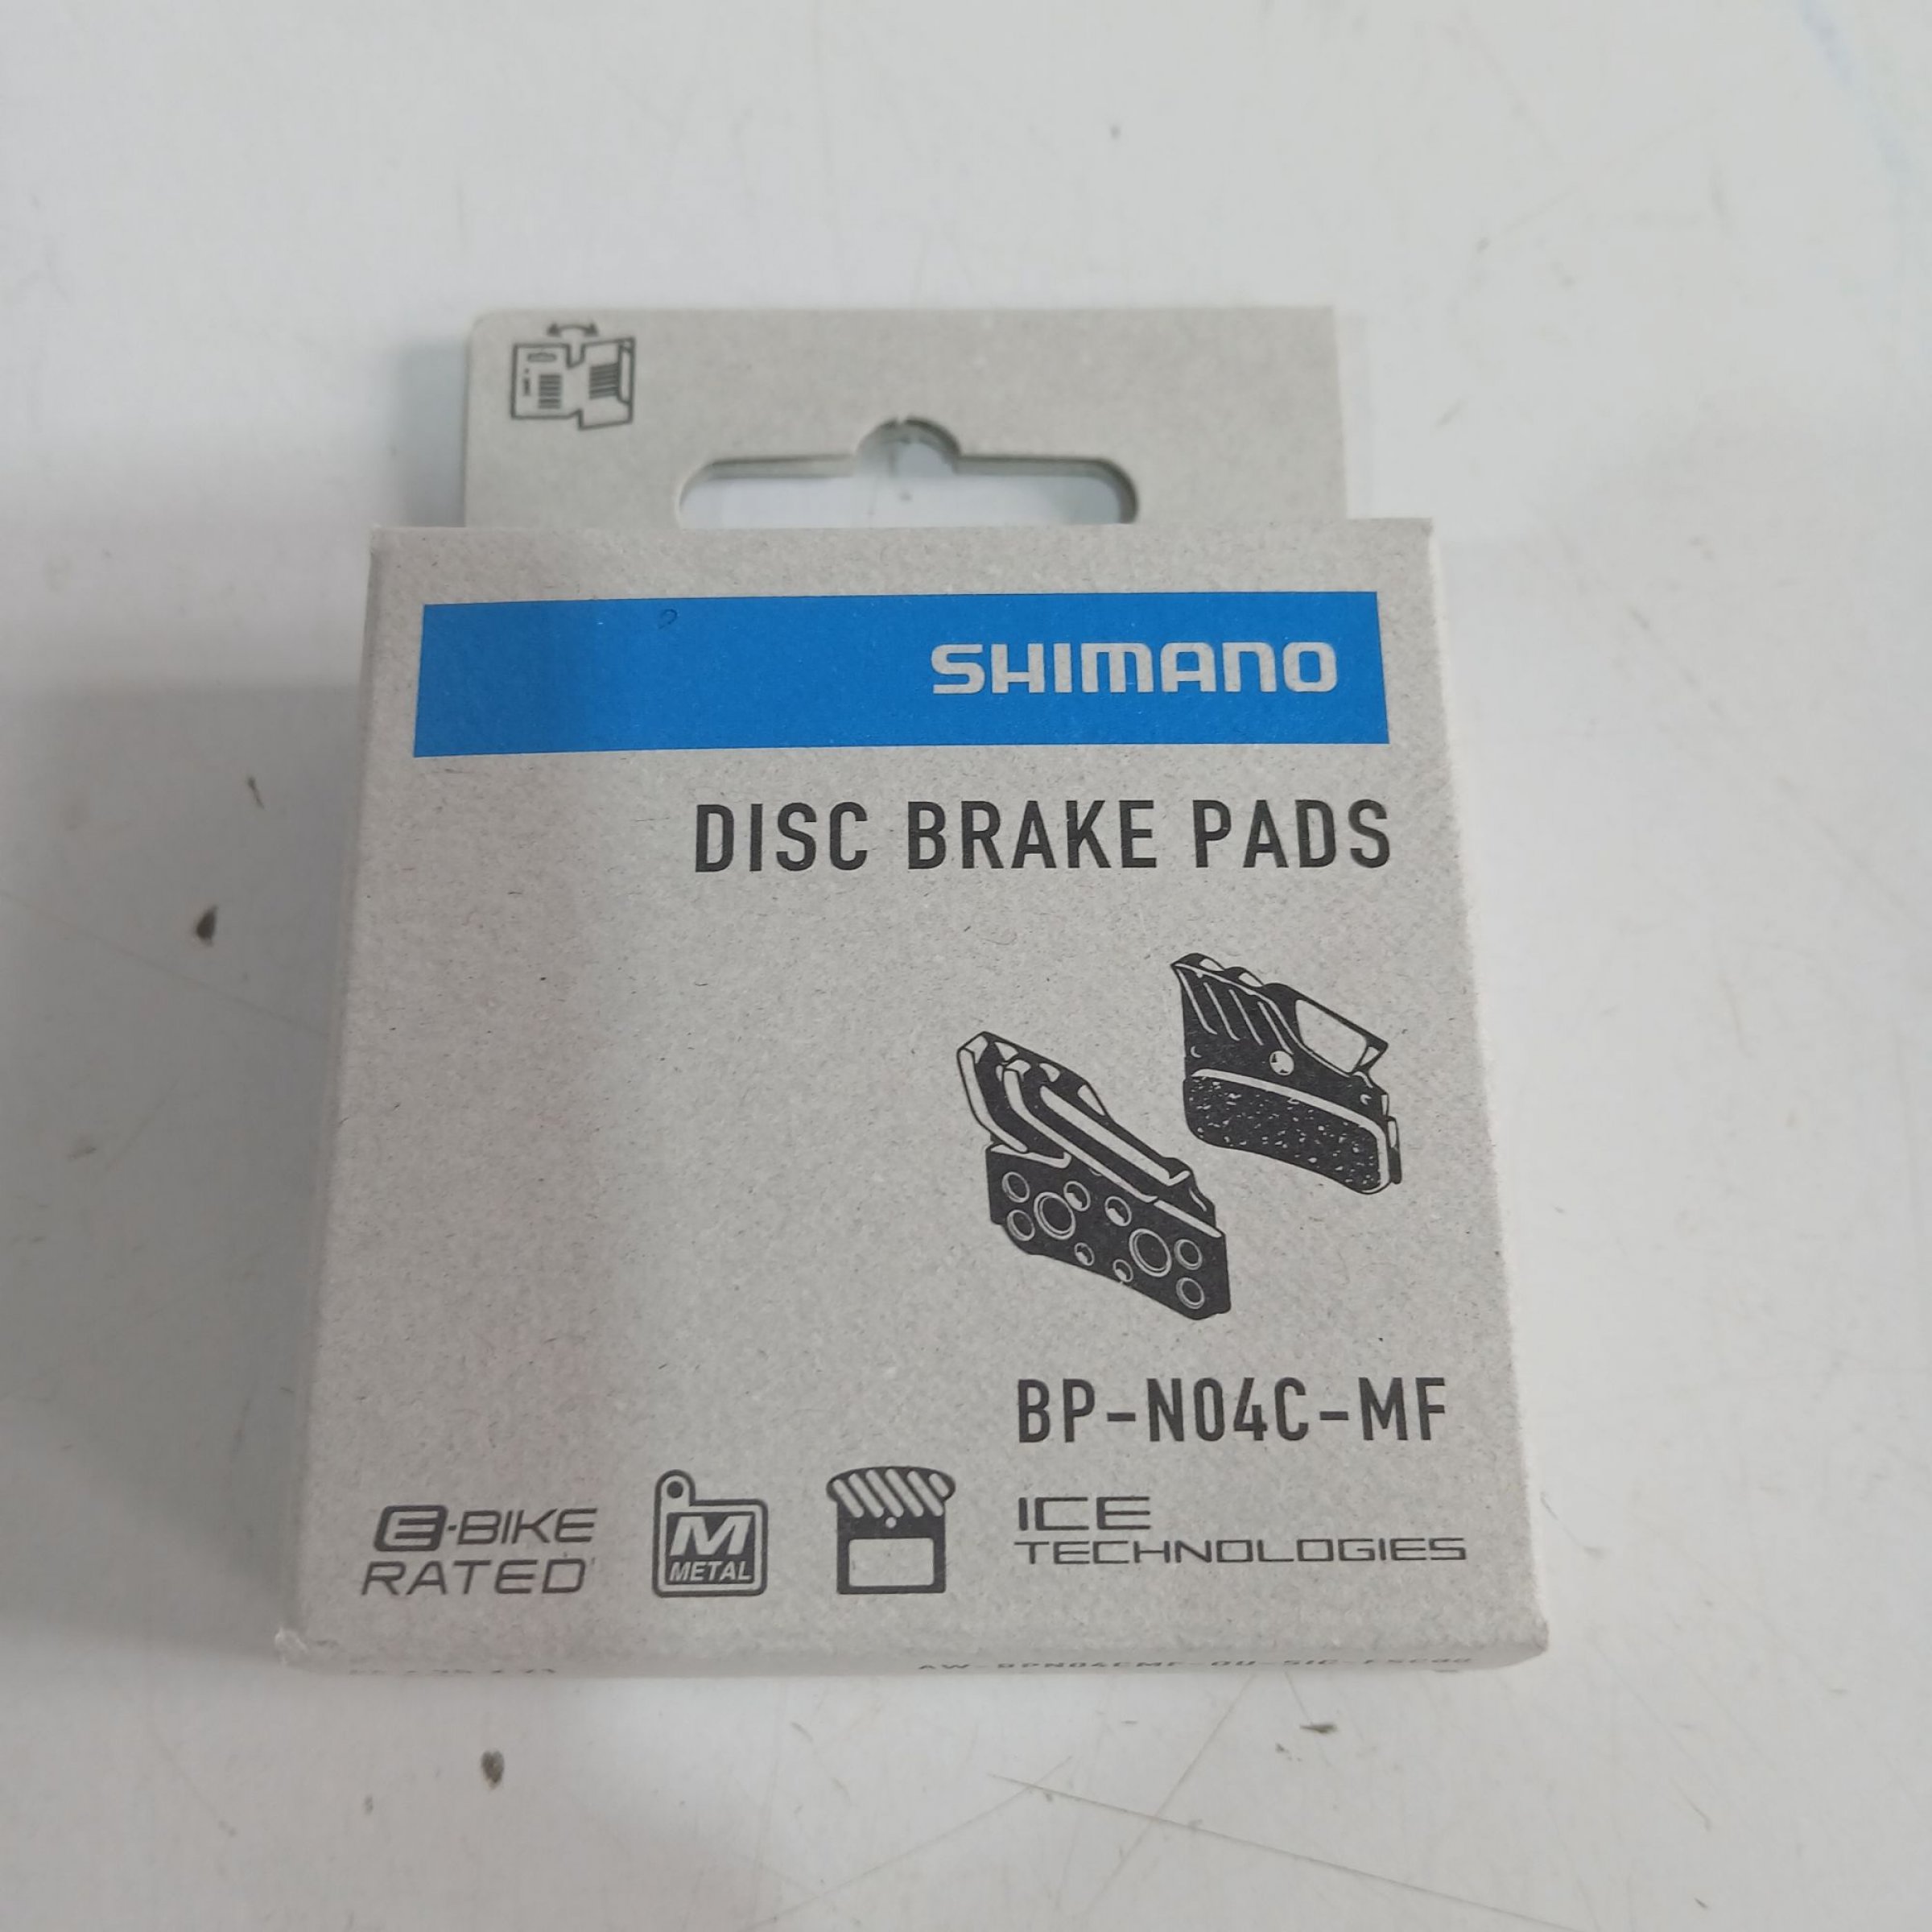 SHIMANO
DISC BRAKE PADS
BP-N04C-MF
E-BIKE
RATED
M
METAL
ICE
TECHNOLOGIES